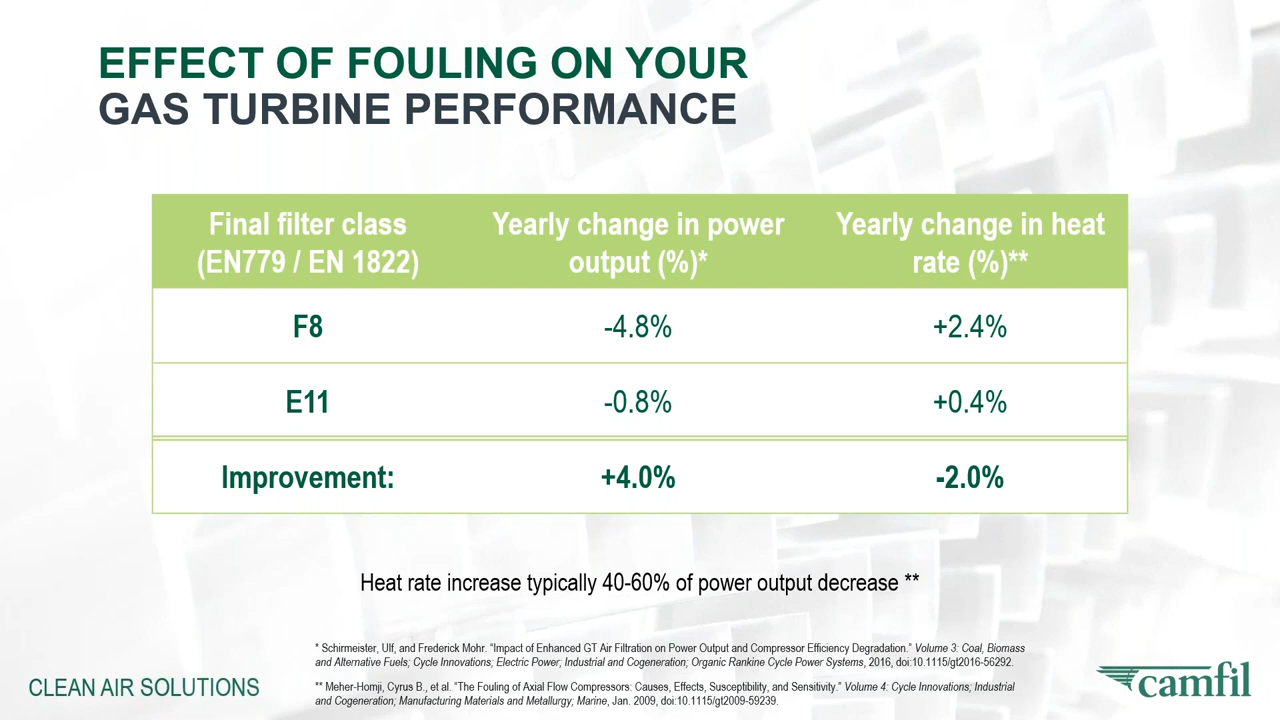 EFFECT OF FOULING ON YOUR
GAS TURBINE PERFORMANCE
Final filter class
(EN779 / EN 1822)
Yearly change in power
output (%)*
Yearly change in heat
rate (%)**
F8
-4.8%
+2.4%
E11
-0.8%
+0.4%
Improvement:
+4.0%
-2.0%
Heat rate increase typically 40-60% of power output decrease **
* Schirmeister, Ulf, and Frederick Mohr. “Impact of Enhanced GT Air Filtration on Power Output and Compressor Efficiency Degradation.” Volume 3: Coal, Biomass
and Alternative Fuels; Cycle Innovations; Electric Power; Industrial and Cogeneration; Organic Rankine Cycle Power Systems, 2016, doi:10.1115/gt2016-56292.
** Meher-Homji, Cyrus B., et al. “The Fouling of Axial Flow Compressors: Causes, Effects, Susceptibility, and Sensitivity.” Volume 4: Cycle Innovations; Industrial
and Cogeneration; Manufacturing Materials and Metallurgy; Marine, Jan. 2009, doi:10.1115/gt2009-59239.
CLEAN AIR SOLUTIONS
camfil